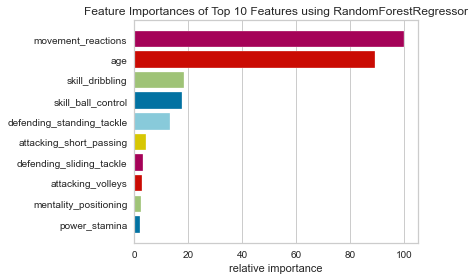 Feature Importances of Top 10 Features using RandomForestRegressor
movement_reactions
age
skill_dribbling
skill_ball_control
defending_standing_tackle
attacking_short_passing
defending_sliding_tackle
attacking_volleys
mentality_positioning
power_stamina
0 20 40 60 80 100
relative importance